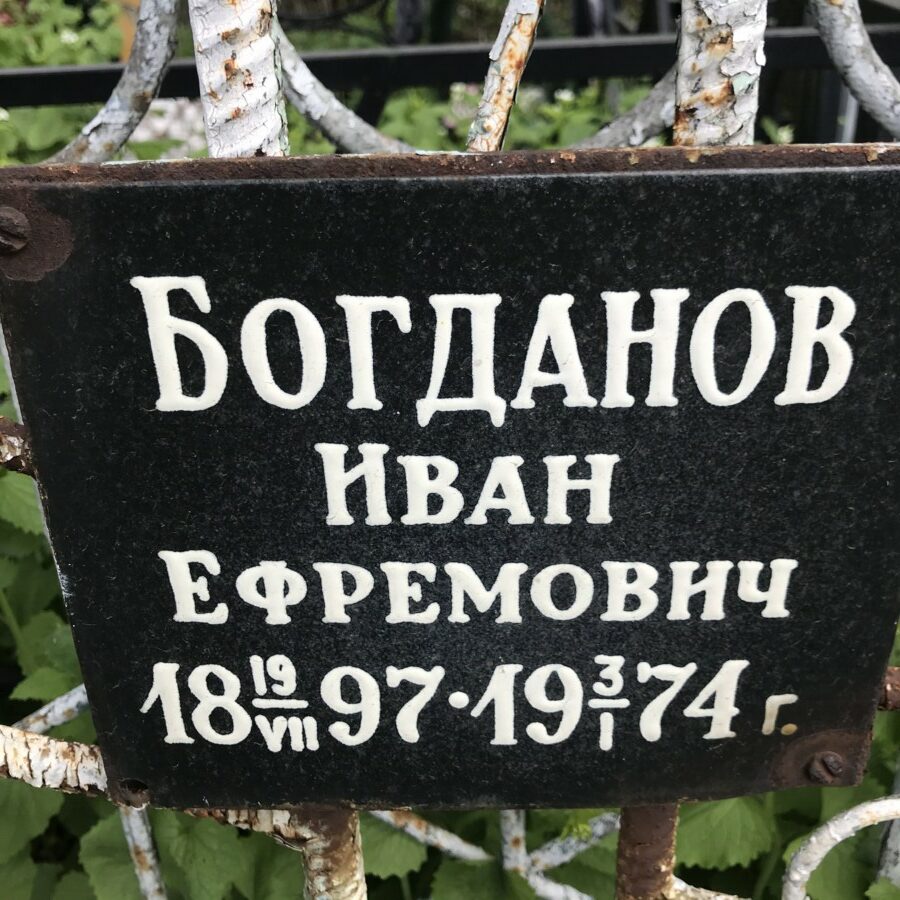 Богданов
Иван
Ефремович
18 19/VII 97·19 3/I 74 г.